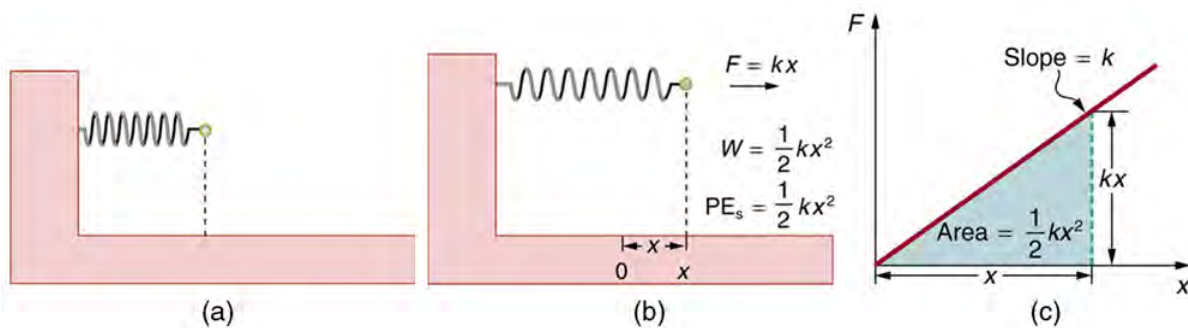 F = kx
W = 1/2 kx²
PEₛ = 1/2 kx²
x
0 x
F
Slope = k
kx
Area = 1/2 kx²
x
x
(a) (b) (c)